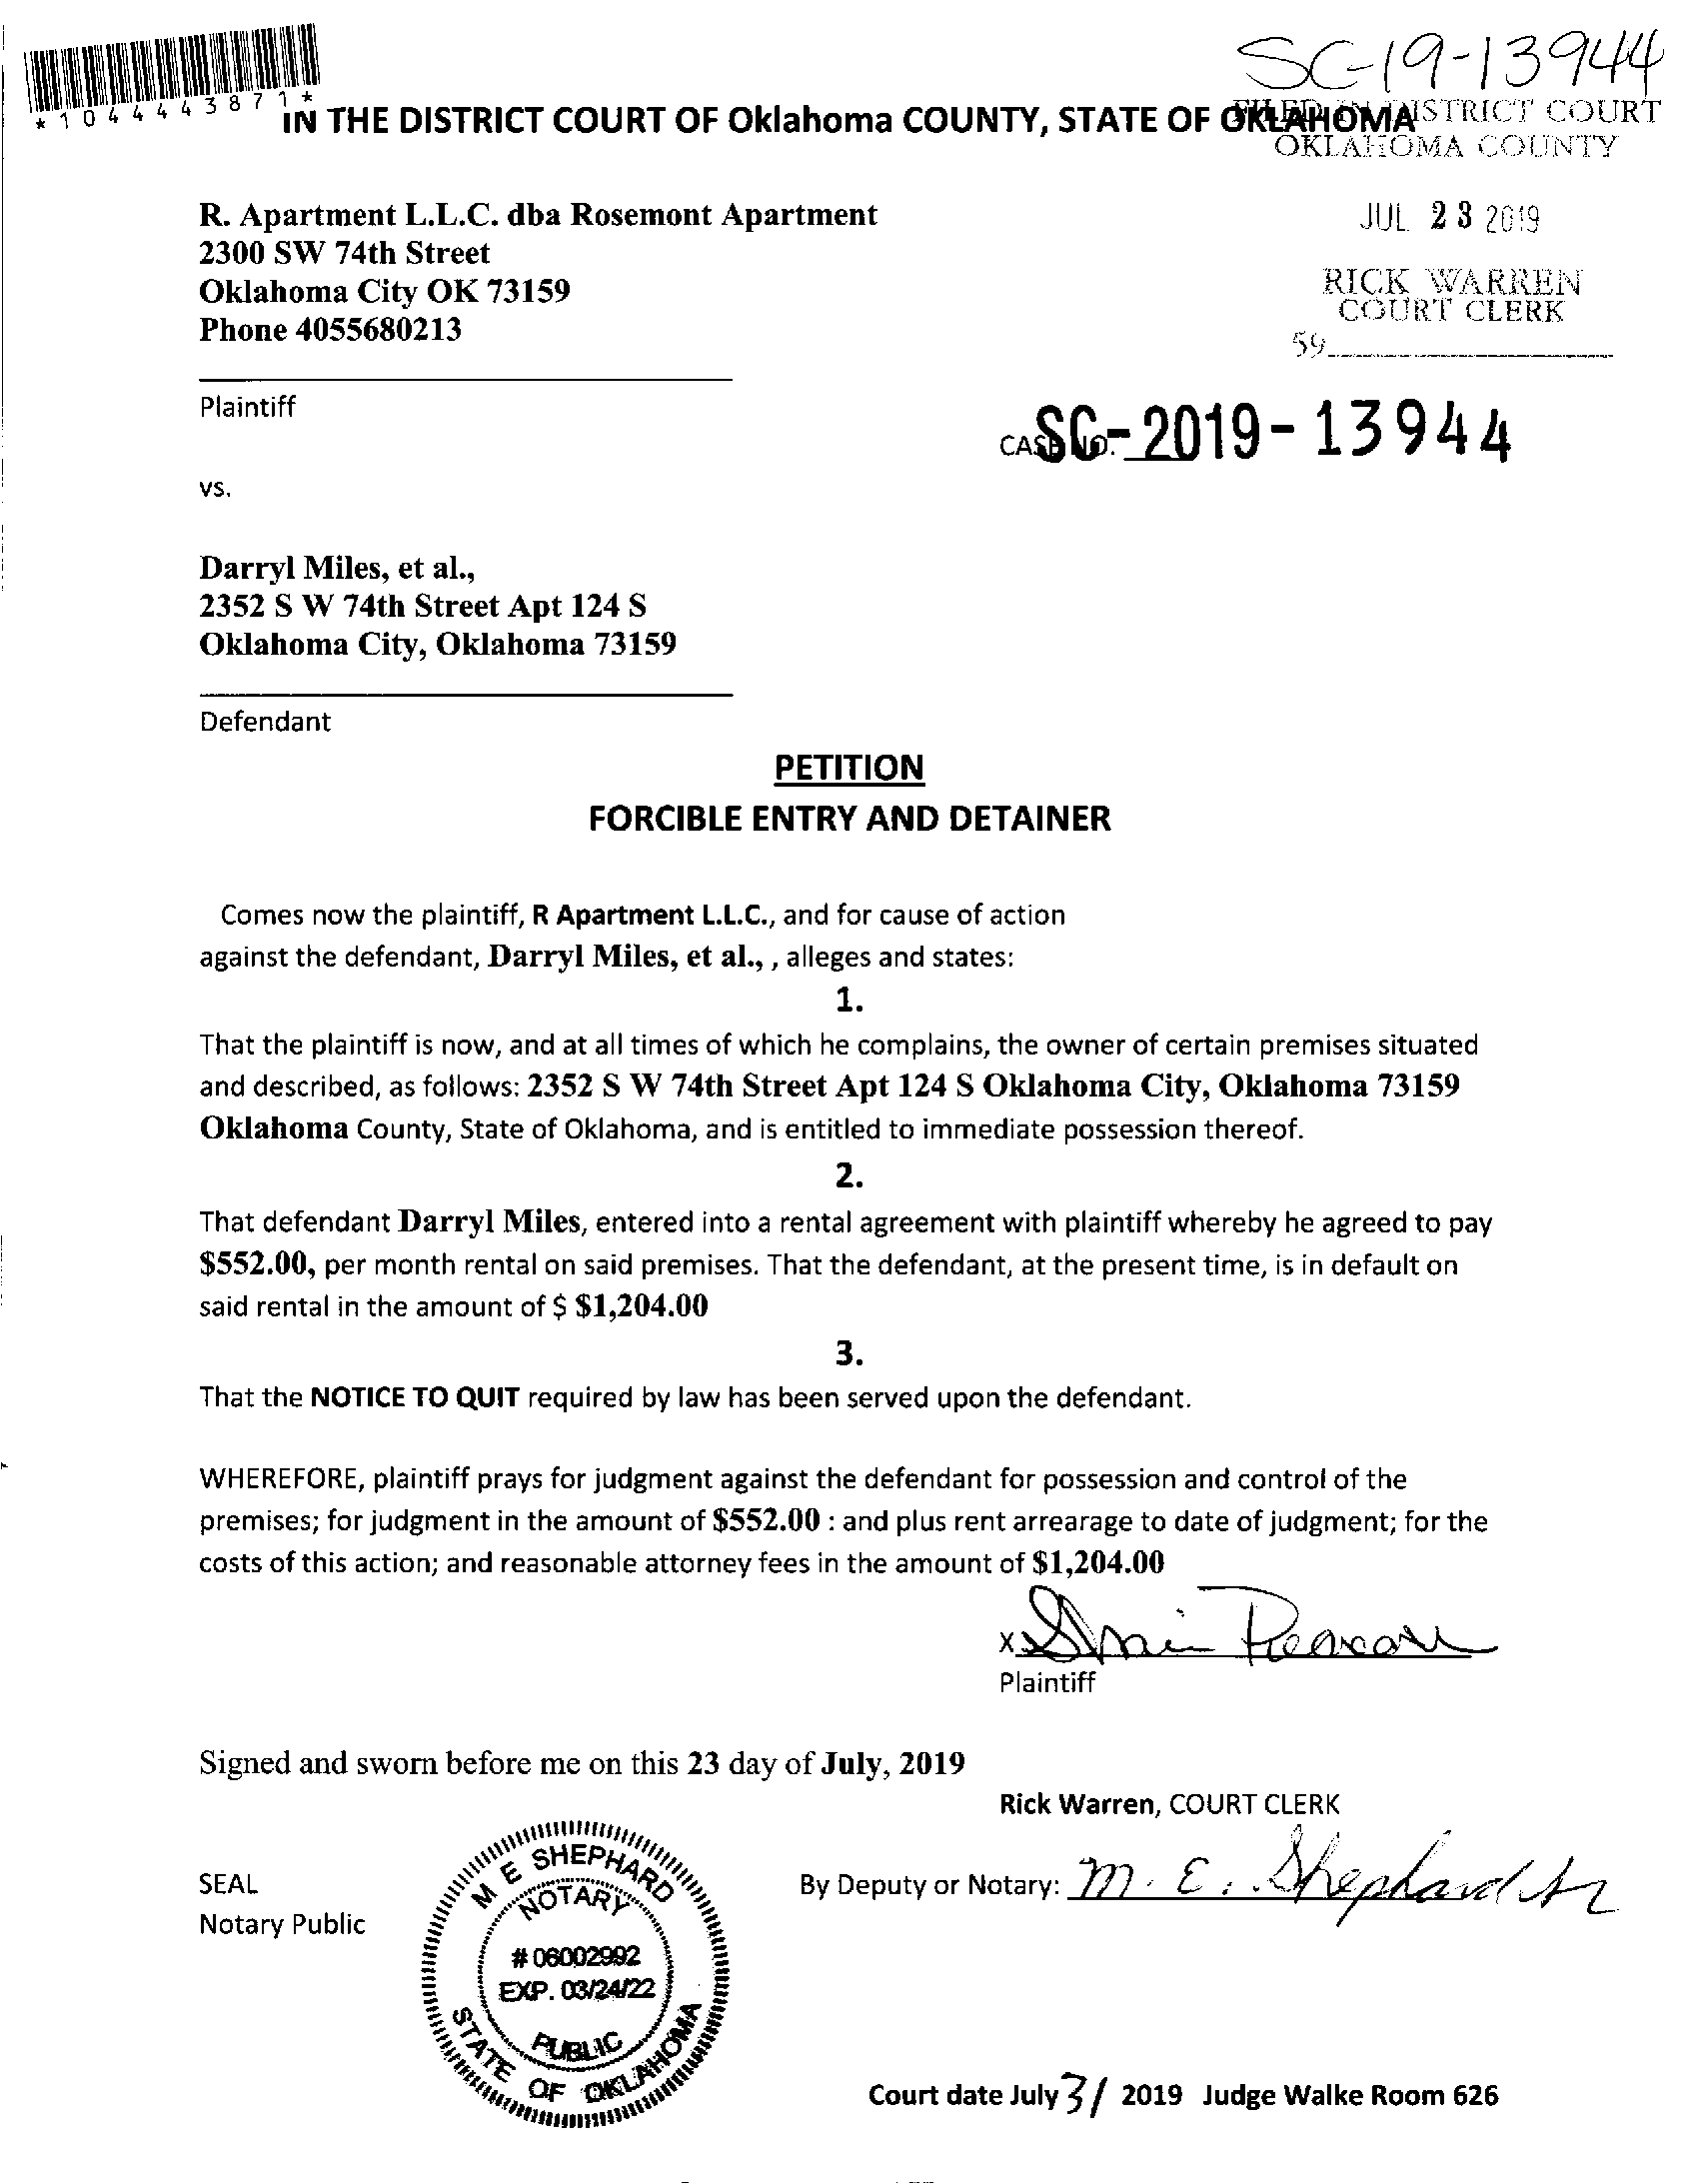 SC-19-13944
*1044443871*
IN THE DISTRICT COURT OF Oklahoma COUNTY, STATE OF OKLAHOMA
FILED IN DISTRICT COURT
OKLAHOMA COUNTY
R. Apartment L.L.C. dba Rosemont Apartment
2300 SW 74th Street
Oklahoma City OK 73159
Phone 4055680213
JUL 23 2019
RICK WARREN
COURT CLERK
59
Plaintiff
CASE NO. SC-2019-13944
vs.
Darryl Miles, et al.,
2352 S W 74th Street Apt 124 S
Oklahoma City, Oklahoma 73159
Defendant
PETITION
FORCIBLE ENTRY AND DETAINER
Comes now the plaintiff, R Apartment L.L.C., and for cause of action
against the defendant, Darryl Miles, et al., , alleges and states:
1.
That the plaintiff is now, and at all times of which he complains, the owner of certain premises situated
and described, as follows: 2352 S W 74th Street Apt 124 S Oklahoma City, Oklahoma 73159
Oklahoma County, State of Oklahoma, and is entitled to immediate possession thereof.
2.
That defendant Darryl Miles, entered into a rental agreement with plaintiff whereby he agreed to pay
$552.00, per month rental on said premises. That the defendant, at the present time, is in default on
said rental in the amount of $ $1,204.00
3.
That the NOTICE TO QUIT required by law has been served upon the defendant.
WHEREFORE, plaintiff prays for judgment against the defendant for possession and control of the
premises; for judgment in the amount of $552.00 : and plus rent arrearage to date of judgment; for the
costs of this action; and reasonable attorney fees in the amount of $1,204.00
X
Plaintiff
Signed and sworn before me on this 23 day of July, 2019
Rick Warren, COURT CLERK
SEAL
Notary Public
M E SHEPHARD
NOTARY
# 06002992
EXP. 03/24/22
PUBLIC
STATE OF OKLAHOMA
By Deputy or Notary: M. E. Shephard
Court date July 31 2019 Judge Walke Room 626